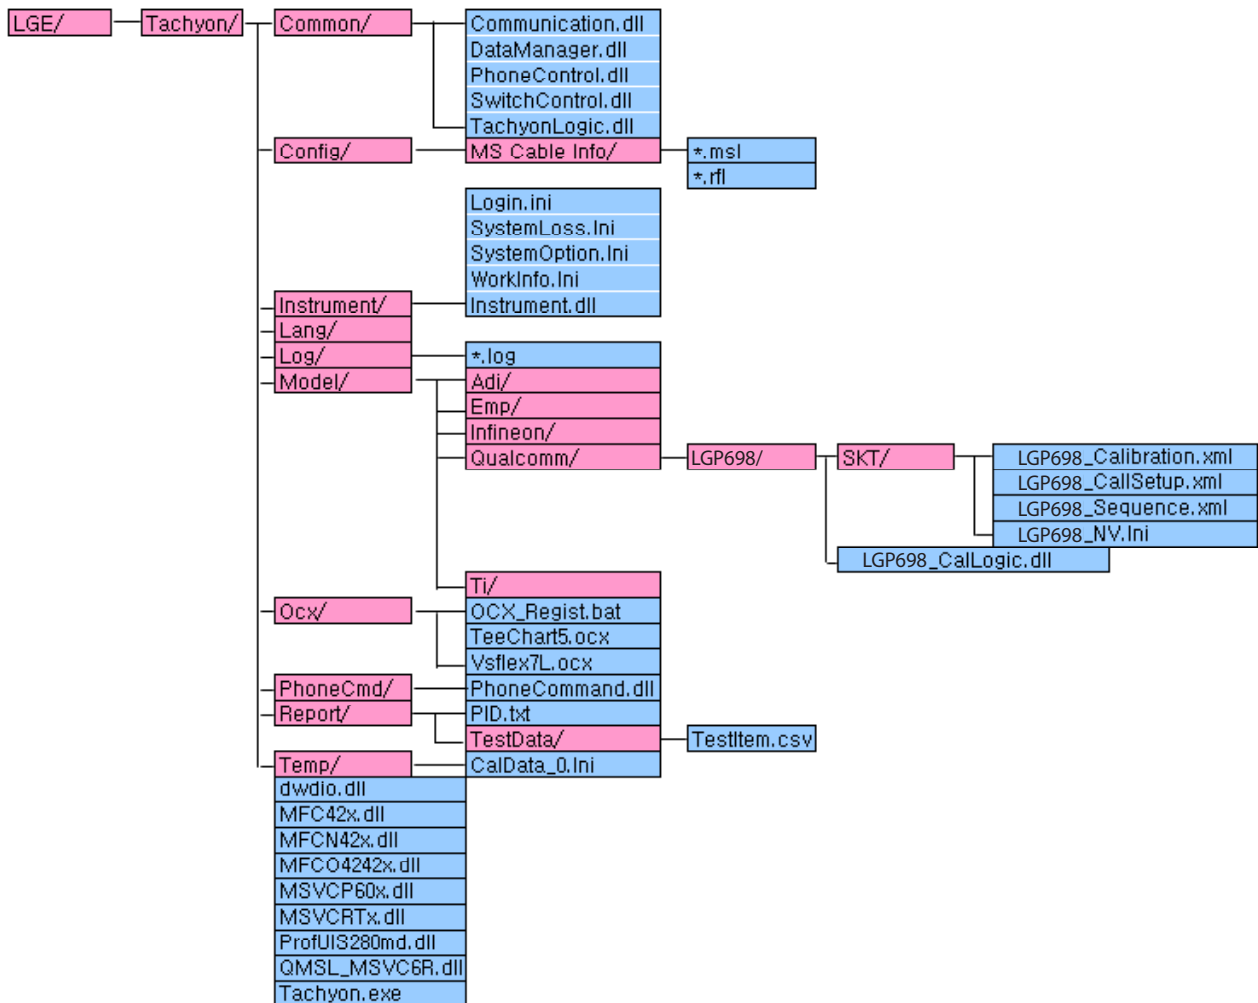 LGE/ Tachyon/ Common/ Communication.dll
DataManager.dll
PhoneControl.dll
SwitchControl.dll
TachyonLogic.dll
Config/ MS Cable Info/ *.msl
*.rfl
Login.ini
SystemLoss.Ini
SystemOption.Ini
WorkInfo.Ini
Instrument/ Instrument.dll
Lang/
Log/ *.log
Model/ Adi/
Emp/
Infineon/
Qualcomm/ LGP698/ SKT/ LGP698_Calibration.xml
LGP698_CallSetup.xml
LGP698_Sequence.xml
LGP698_NV.Ini
LGP698_CalLogic.dll
Ti/
Ocx/ OCX_Regist.bat
TeeChart5.ocx
Vsflex7L.ocx
PhoneCmd/ PhoneCommand.dll
Report/ PID.txt
TestData/ TestItem.csv
Temp/ CalData_0.Ini
dwdio.dll
MFC42x.dll
MFCN42x.dll
MFCO4242x.dll
MSVCP60x.dll
MSVCRTx.dll
ProfUIS280md.dll
QMSL_MSVC6R.dll
Tachyon.exe